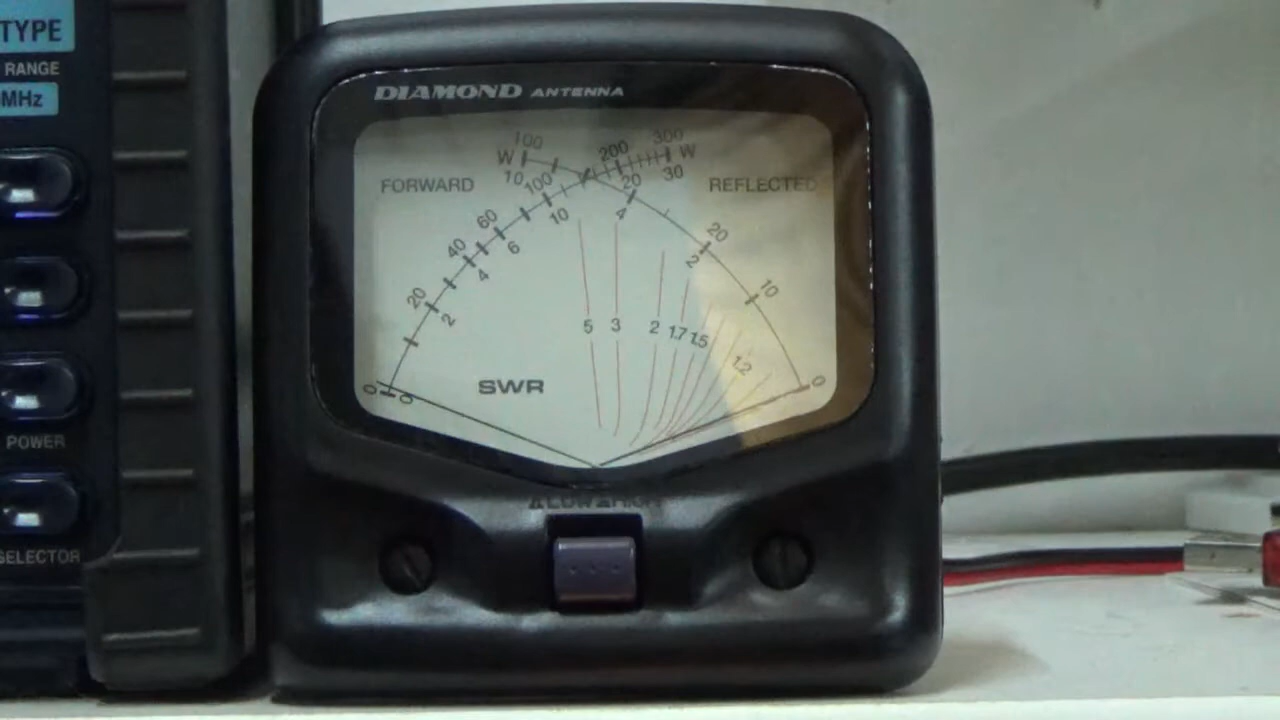 TYPE
RANGE
MHz
POWER
SELECTOR
DIAMOND ANTENNA
100 200 300
W W
10 100 20 30
FORWARD REFLECTED
60 10 4 20
40 6 2
4 10
20 2
5 3 2 1.7 1.5
1.2
0 0 0
SWR